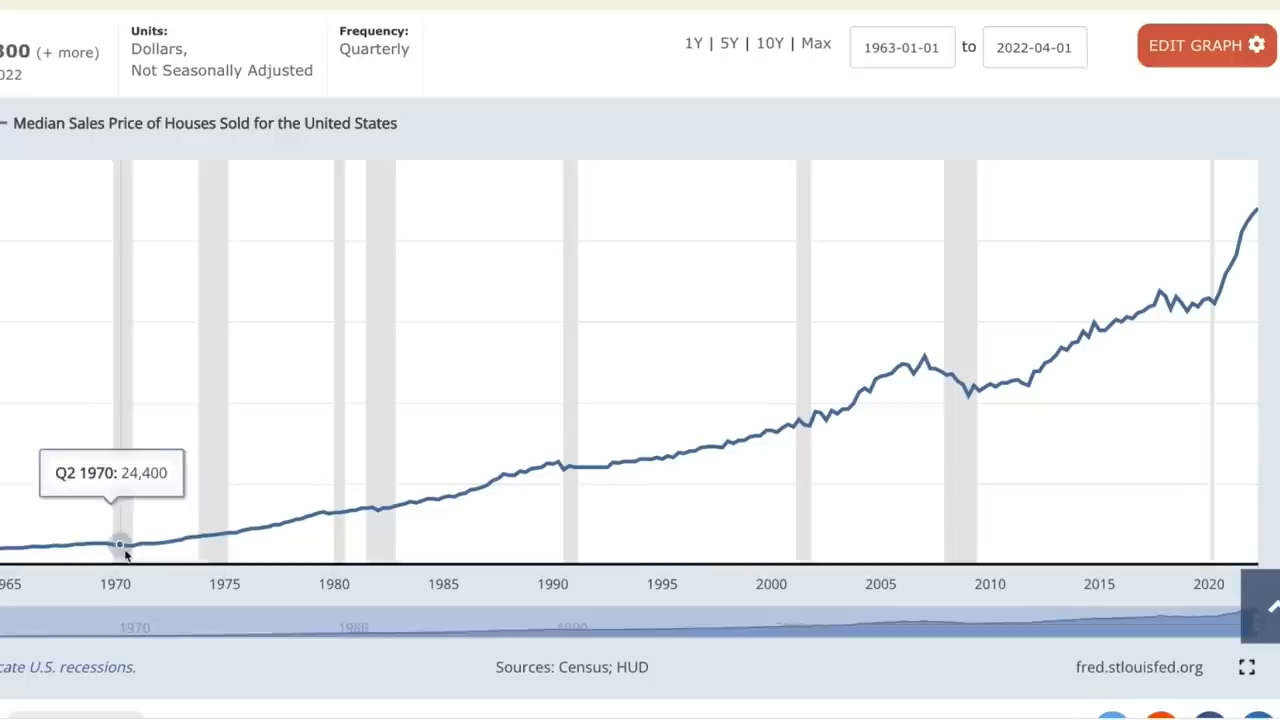 300 (+ more)
022
Units:
Dollars,
Not Seasonally Adjusted
Frequency:
Quarterly
1Y | 5Y | 10Y | Max
1963-01-01 to 2022-04-01
EDIT GRAPH
Median Sales Price of Houses Sold for the United States
Q2 1970: 24,400
965 1970 1975 1980 1985 1990 1995 2000 2005 2010 2015 2020
1970 1980 1990
cate U.S. recessions.
Sources: Census; HUD
fred.stlouisfed.org